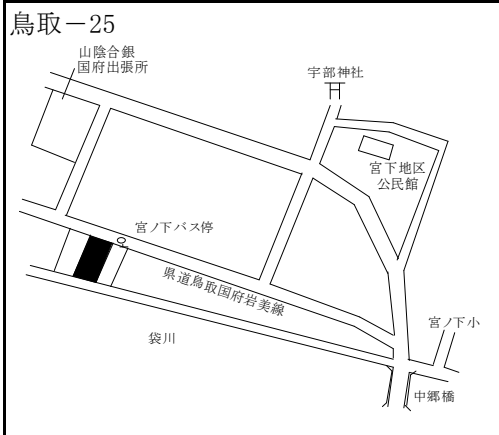 鳥取－25
山陰合銀
国府出張所
宇部神社
宮下地区
公民館
宮ノ下バス停
県道鳥取国府岩美線
宮ノ下小
袋川
中郷橋